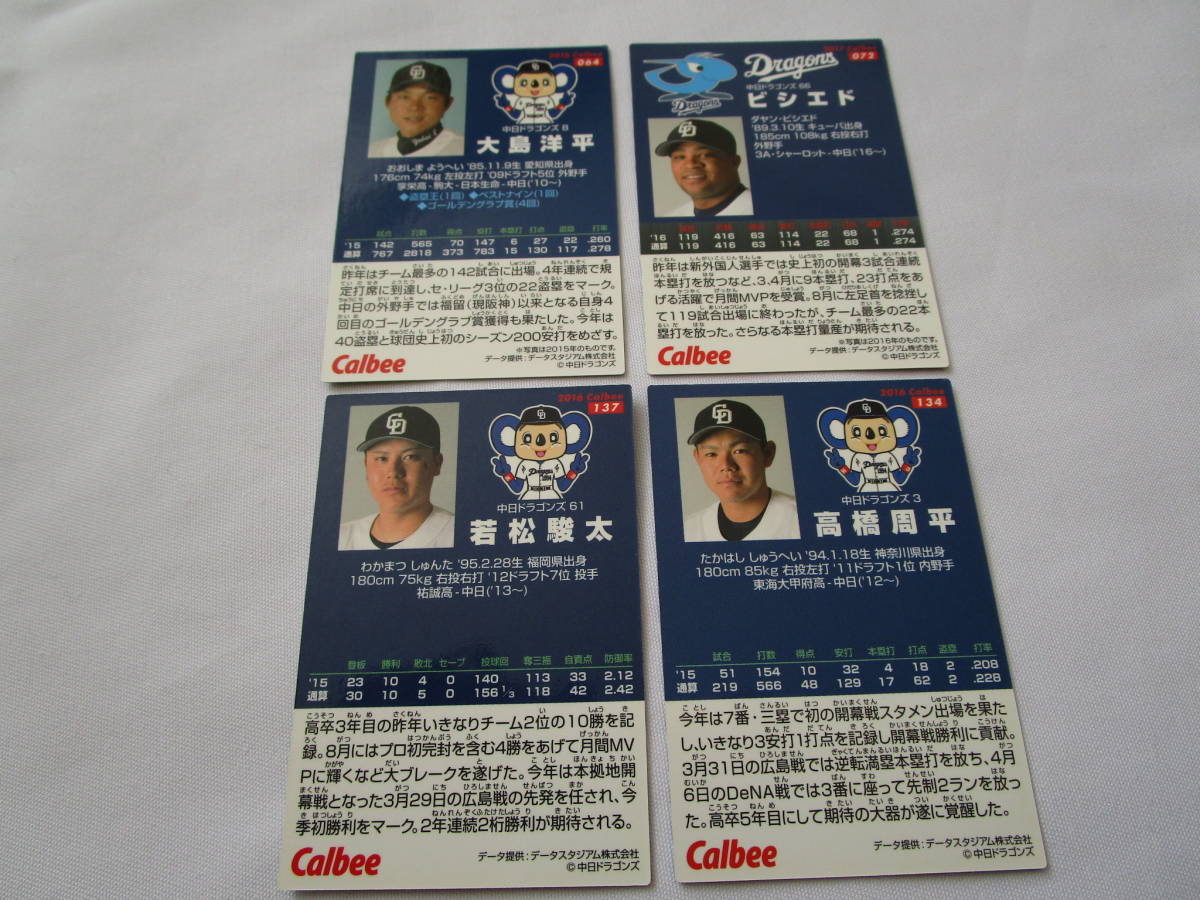 2016 Calbee
064
中日ドラゴンズ 8
大島洋平
おおしま ようへい '85.11.9生 愛知県出身
176cm 74kg 左投左打 '09ドラフト5位 外野手
享栄高 - 駒大 - 日本生命 - 中日('10〜)
◆盗塁王(1回) ◆ベストナイン(1回)
◆ゴールデングラブ賞(4回)
試合 打数 得点 安打 本塁打 打点 盗塁 打率
'15 142 565 70 147 6 27 22 .260
通算 767 2818 373 783 15 130 117 .278
昨年はチーム最多の142試合に出場。4年連続で規
定打席に到達し、セ・リーグ3位の22盗塁をマーク。
中日の外野手では福留(現阪神)以来となる自身4
回目のゴールデングラブ賞獲得も果たした。今年は
40盗塁と球団史上初のシーズン200安打をめざす。
※写真は2015年のものです。
Calbee
データ提供:データスタジアム株式会社
©中日ドラゴンズ
2017 Calbee
072
Dragons
Dragons
中日ドラゴンズ 66
ビシエド
ダヤン・ビシエド
'89.3.10生 キューバ出身
185cm 108kg 右投右打
外野手
3A・シャーロット - 中日('16〜)
'16 119 416 63 114 22 68 1 .274
通算 119 416 63 114 22 68 1 .274
昨年は新外国人選手では史上初の開幕3試合連続
本塁打を放つなど、3、4月に9本塁打、23打点をあ
げる活躍で月間MVPを受賞。8月に左足首を捻挫し
て119試合出場に終わったが、チーム最多の22本
塁打を放った。さらなる本塁打量産が期待される。
※写真は2016年のものです。
Calbee
データ提供:データスタジアム株式会社
©中日ドラゴンズ
2016 Calbee
137
中日ドラゴンズ 61
若松駿太
わかまつ しゅんた '95.2.28生 福岡県出身
180cm 75kg 右投右打 '12ドラフト7位 投手
祐誠高 - 中日('13〜)
登板 勝利 敗北 セーブ 投球回 奪三振 自責点 防御率
'15 23 10 4 0 140 113 33 2.12
通算 30 10 5 0 156 1/3 118 42 2.42
高卒3年目の昨年いきなりチーム2位の10勝を記
録。8月にはプロ初完封を含む4勝をあげて月間MV
Pに輝くなど大ブレークを遂げた。今年は本拠地開
幕戦となった3月29日の広島戦の先発を任され、今
季初勝利をマーク。2年連続2桁勝利が期待される。
Calbee
データ提供:データスタジアム株式会社
©中日ドラゴンズ
2016 Calbee
134
中日ドラゴンズ 3
高橋周平
たかはし しゅうへい '94.1.18生 神奈川県出身
180cm 85kg 右投左打 '11ドラフト1位 内野手
東海大甲府高 - 中日('12〜)
試合 打数 得点 安打 本塁打 打点 盗塁 打率
'15 51 154 10 32 4 18 2 .208
通算 219 566 48 129 17 62 2 .228
今年は7番・三塁で初の開幕戦スタメン出場を果た
し、いきなり3安打1打点を記録し開幕戦勝利に貢献。
3月31日の広島戦では逆転満塁本塁打を放ち、4月
6日のDeNA戦では3番に座って先制2ランを放っ
た。高卒5年目にして期待の大器が遂に覚醒した。
Calbee
データ提供:データスタジアム株式会社
©中日ドラゴンズ